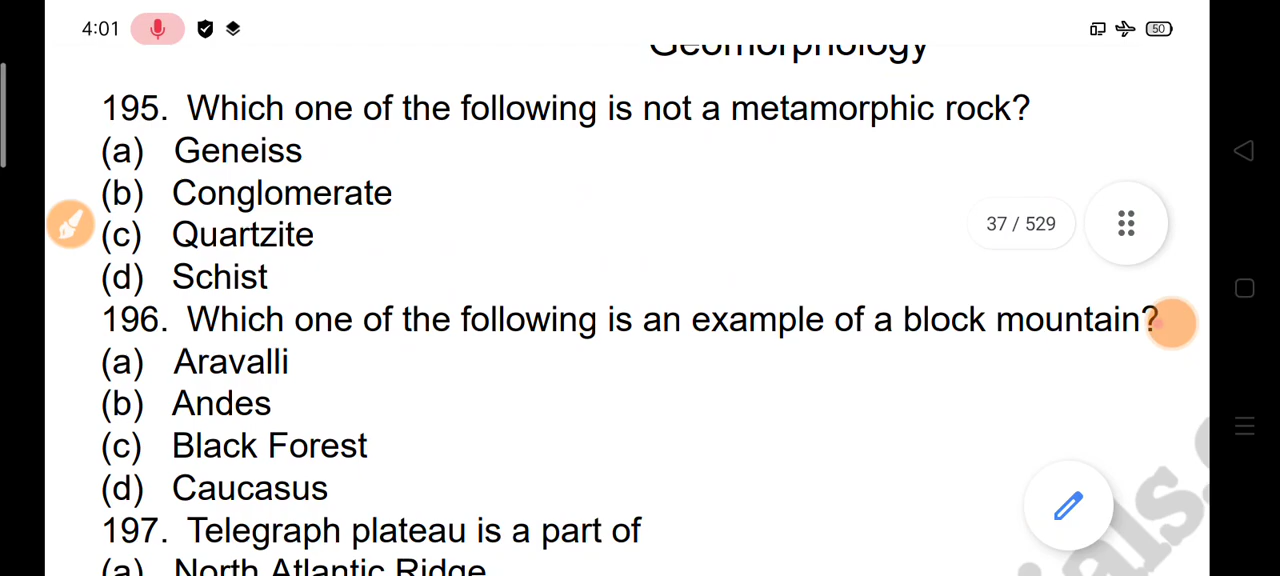 4:01
50
Geomorphology
195. Which one of the following is not a metamorphic rock?
(a) Geneiss
(b) Conglomerate
37 / 529
(c) Quartzite
(d) Schist
196. Which one of the following is an example of a block mountain?
(a) Aravalli
(b) Andes
(c) Black Forest
(d) Caucasus
197. Telegraph plateau is a part of
(a) North Atlantic Ridge
als.